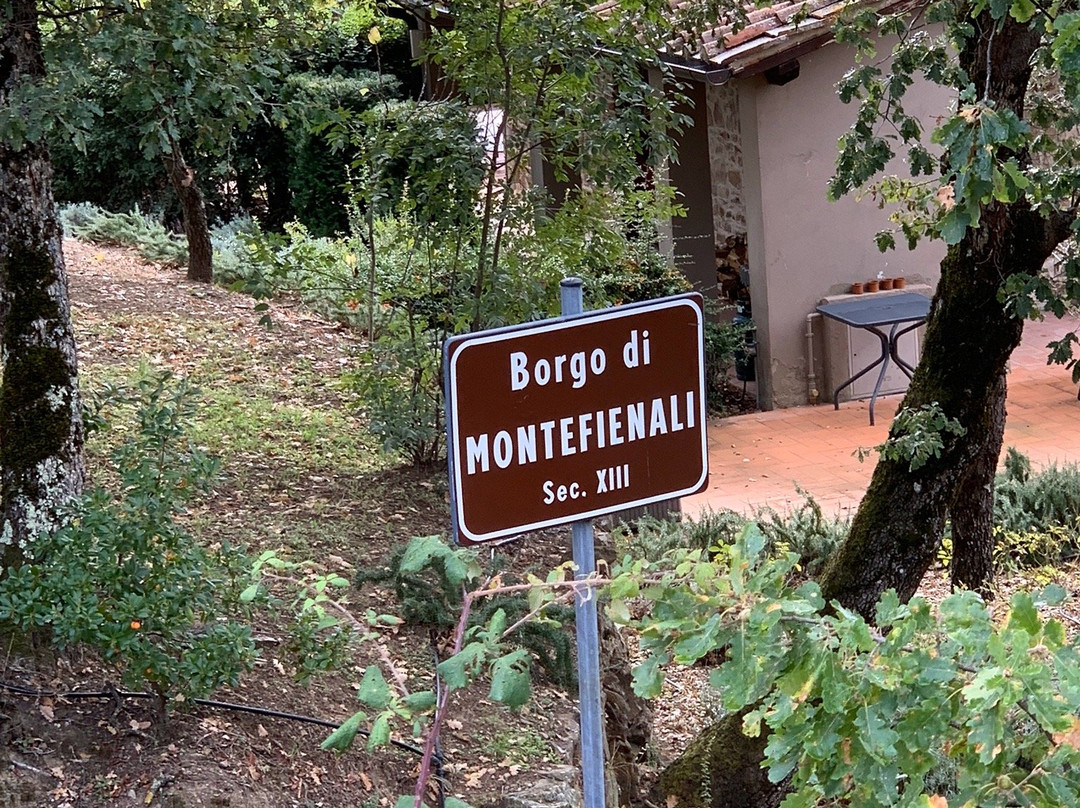 Borgo di
MONTEFIENALI
Sec. XIII